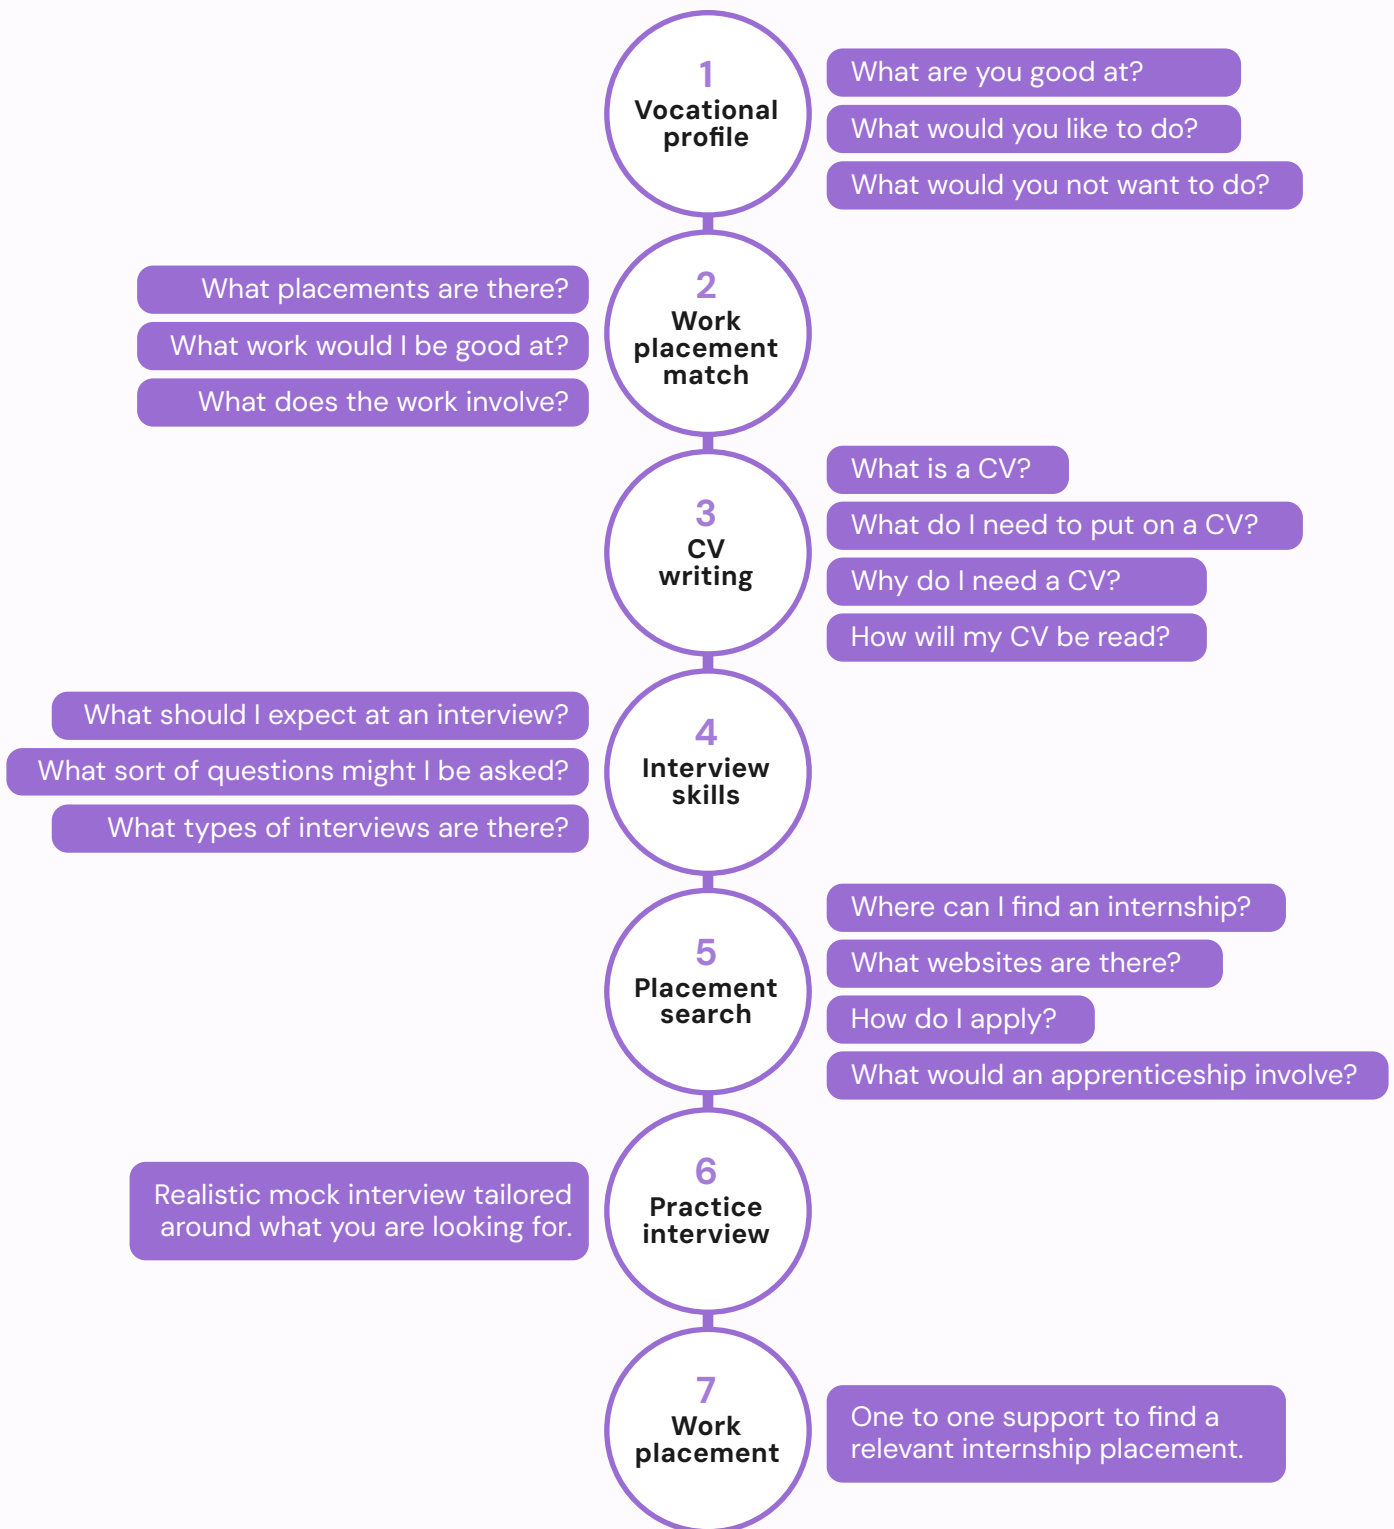 1
Vocational
profile
What are you good at?
What would you like to do?
What would you not want to do?
2
Work
placement
match
What placements are there?
What work would I be good at?
What does the work involve?
3
CV
writing
What is a CV?
What do I need to put on a CV?
Why do I need a CV?
How will my CV be read?
4
Interview
skills
What should I expect at an interview?
What sort of questions might I be asked?
What types of interviews are there?
5
Placement
search
Where can I find an internship?
What websites are there?
How do I apply?
What would an apprenticeship involve?
6
Practice
interview
Realistic mock interview tailored
around what you are looking for.
7
Work
placement
One to one support to find a
relevant internship placement.